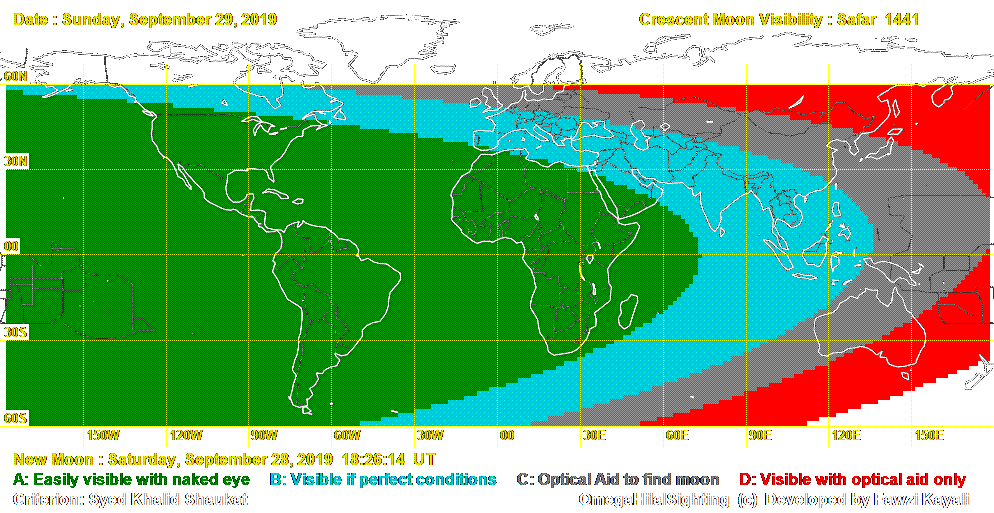 Date : Sunday, September 29, 2019 Crescent Moon Visibility : Safar 1441
60N
30N
00
30S
60S
150W 120W 90W 60W 30W 00 30E 60E 90E 120E 150E
New Moon : Saturday, September 28, 2019 18:26:14 UT
A: Easily visible with naked eye B: Visible if perfect conditions C: Optical Aid to find moon D: Visible with optical aid only
Criterion: Syed Khalid Shaukat OmegaHilalSighting (c) Developed by Fawzi Kayali